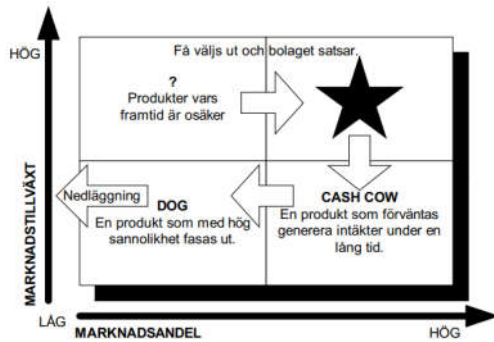 HÖG
Få väljs ut och bolaget satsar.
?
Produkter vars
framtid är osäker
MARKNADSTILLVÄXT
Nedläggning
DOG
En produkt som med hög
sannolikhet fasas ut.
CASH COW
En produkt som förväntas
generera intäkter under en
lång tid.
LÅG
MARKNADSANDEL
HÖG